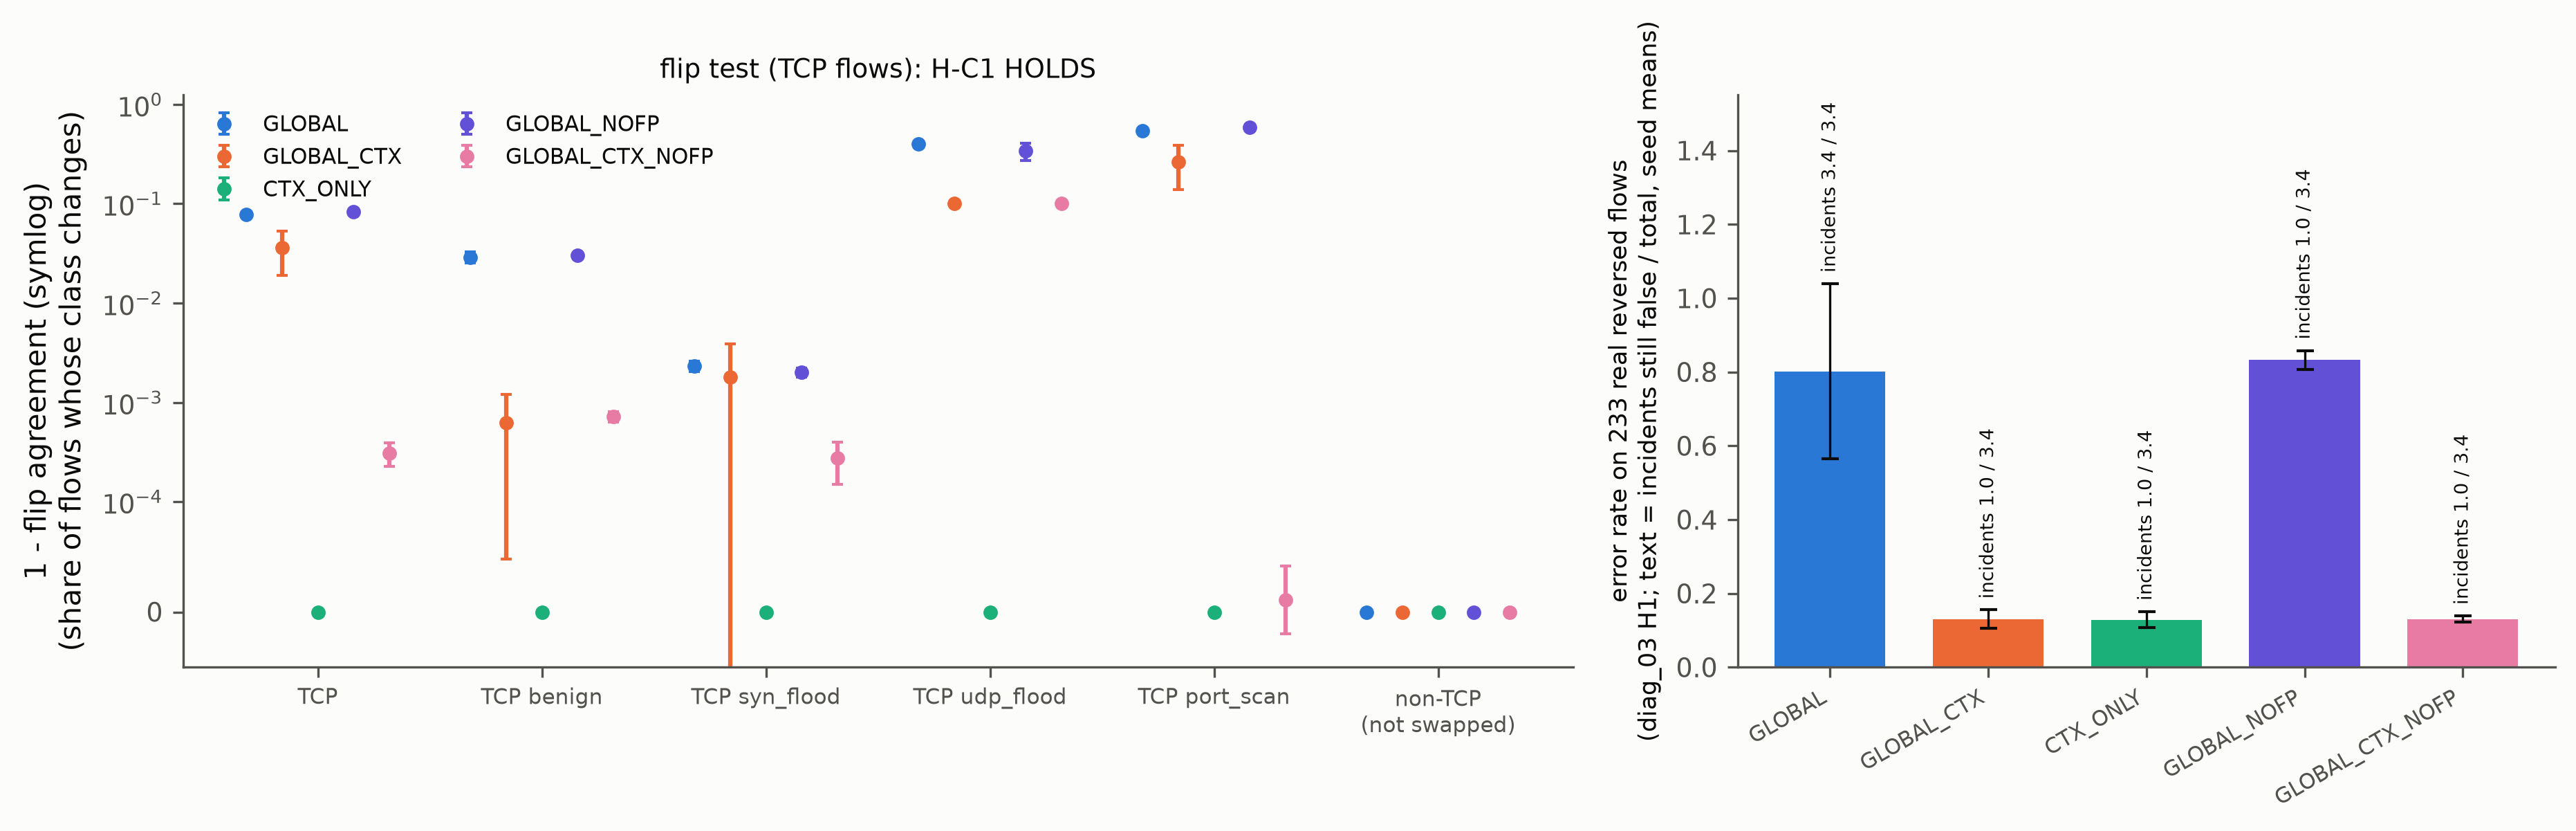 flip test (TCP flows): H-C1 HOLDS
1 - flip agreement (symlog)
(share of flows whose class changes)
10⁰
10⁻¹
10⁻²
10⁻³
10⁻⁴
0
GLOBAL
GLOBAL_CTX
CTX_ONLY
GLOBAL_NOFP
GLOBAL_CTX_NOFP
TCP
TCP benign
TCP syn_flood
TCP udp_flood
TCP port_scan
non-TCP
(not swapped)
error rate on 233 real reversed flows
(diag_03 H1; text = incidents still false / total, seed means)
1.4
1.2
1.0
0.8
0.6
0.4
0.2
0.0
incidents 3.4 / 3.4
incidents 1.0 / 3.4
incidents 1.0 / 3.4
incidents 1.0 / 3.4
incidents 1.0 / 3.4
GLOBAL
GLOBAL_CTX
CTX_ONLY
GLOBAL_NOFP
GLOBAL_CTX_NOFP